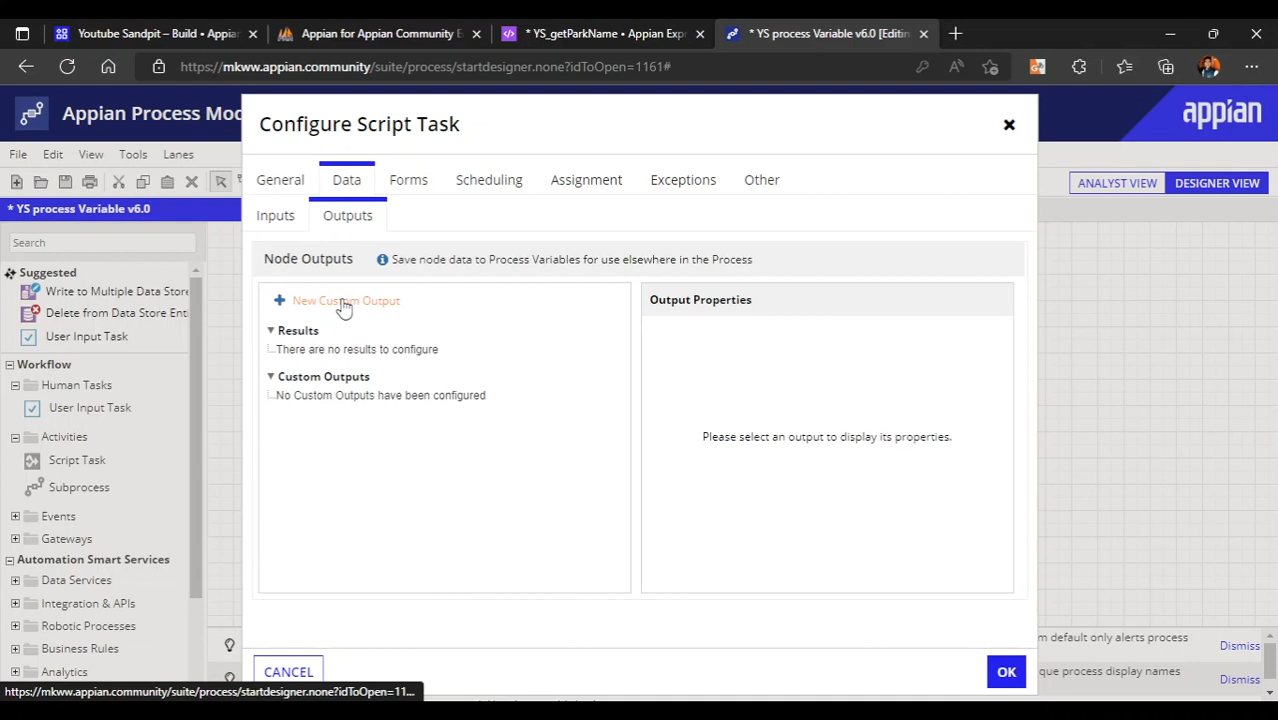 Youtube Sandpit – Build • Appia
Appian for Appian Community E
* YS_getParkName • Appian Exp
* YS process Variable v6.0 [Editin
https://mkww.appian.community/suite/process/startdesigner.none?idToOpen=1161#
Appian Process Mod
appian
File Edit View Tools Lanes
ANALYST VIEW DESIGNER VIEW
* YS process Variable v6.0
Search
Suggested
Write to Multiple Data Store
Delete from Data Store Enti
User Input Task
Workflow
Human Tasks
User Input Task
Activities
Script Task
Subprocess
Events
Gateways
Automation Smart Services
Data Services
Integration & APIs
Robotic Processes
Business Rules
Analytics
Configure Script Task
General Data Forms Scheduling Assignment Exceptions Other
Inputs Outputs
Node Outputs Save node data to Process Variables for use elsewhere in the Process
New Custom Output
Results
There are no results to configure
Custom Outputs
No Custom Outputs have been configured
Output Properties
Please select an output to display its properties.
CANCEL
OK
m default only alerts process
Dismiss
que process display names
Dismiss
https://mkww.appian.community/suite/process/startdesigner.none?idToOpen=11...